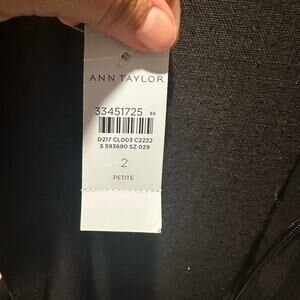 ANN TAYLOR
33451725 SX
D217 CL003 C2222
S 593690 SZ 029
2
PETITE